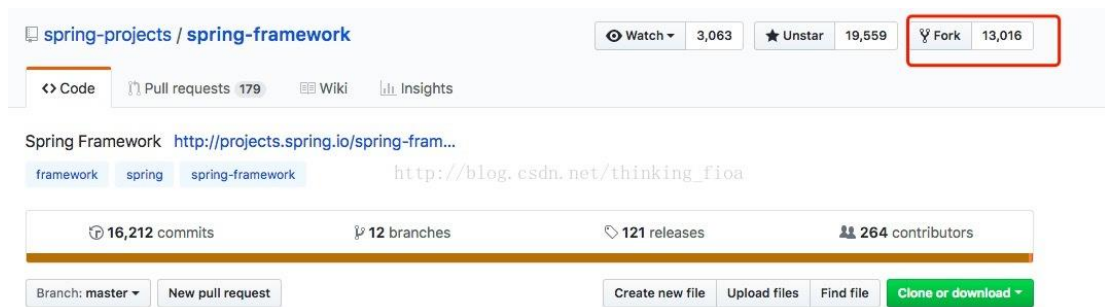 spring-projects / spring-framework Watch 3,063 Unstar 19,559 Fork 13,016
<> Code Pull requests 179 Wiki Insights
Spring Framework http://projects.spring.io/spring-fram...
framework spring spring-framework http://blog.csdn.net/thinking_fioa
16,212 commits 12 branches 121 releases 264 contributors
Branch: master New pull request Create new file Upload files Find file Clone or download